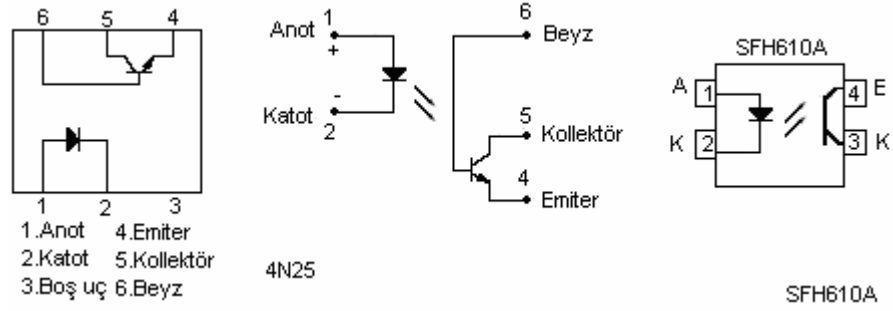 6 5 4
1 2 3
1.Anot 4.Emiter
2.Katot 5.Kollektör
3.Boş uç 6.Beyz
Anot 1
+
-
Katot
2
6
Beyz
5
Kollektör
4
Emiter
4N25
SFH610A
A 1 4 E
K 2 3 K
SFH610A